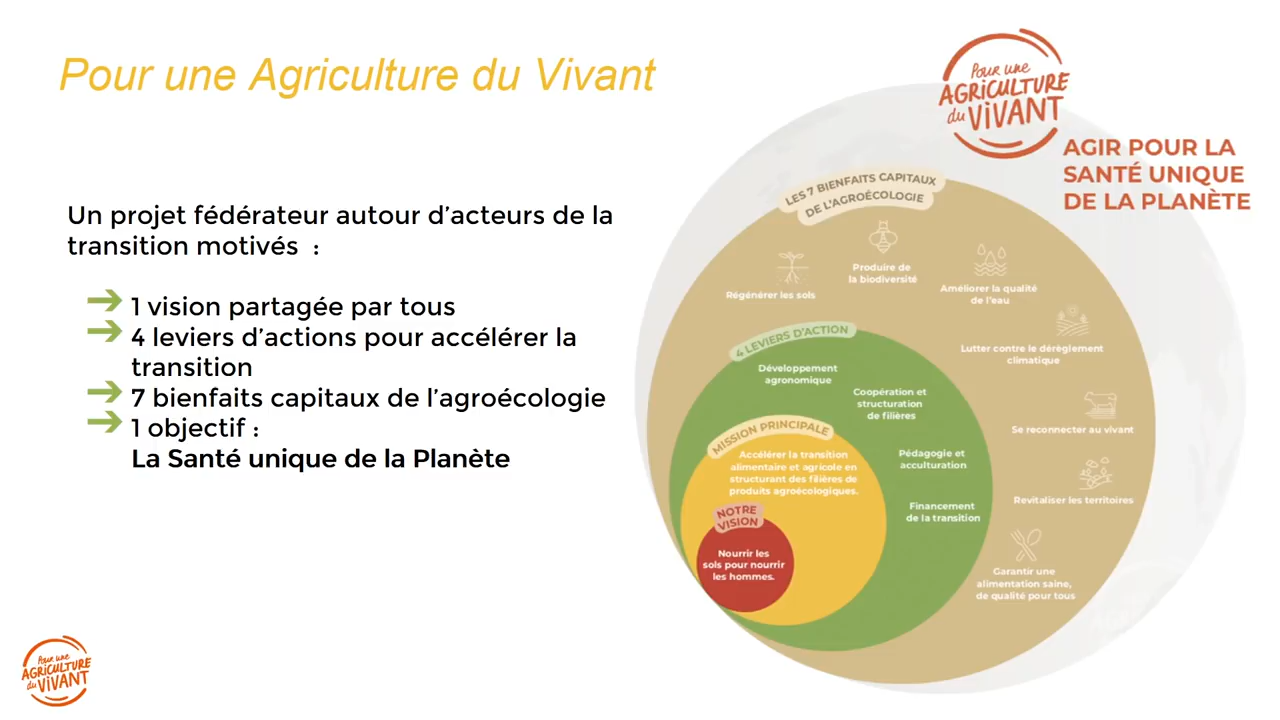 Pour une Agriculture du Vivant
Un projet fédérateur autour d'acteurs de la
transition motivés :
1 vision partagée par tous
4 leviers d'actions pour accélérer la
transition
7 bienfaits capitaux de l'agroécologie
1 objectif :
La Santé unique de la Planète
Pour une
AGRICULTURE
du VIVANT
AGIR POUR LA
SANTÉ UNIQUE
DE LA PLANÈTE
LES 7 BIENFAITS CAPITAUX
DE L'AGROÉCOLOGIE
Régénérer les sols
Produire de
la biodiversité
Améliorer la qualité
de l'eau
Lutter contre le dérèglement
climatique
Se reconnecter au vivant
Revitaliser les territoires
Garantir une
alimentation saine,
de qualité pour tous
4 LEVIERS D'ACTION
Développement
agronomique
Coopération et
structuration
de filières
Pédagogie et
acculturation
Financement
de la transition
MISSION PRINCIPALE
Accélérer la transition
alimentaire et agricole en
structurant des filières de
produits agroécologiques.
NOTRE
VISION
Nourrir les
sols pour nourrir
les hommes.
Pour une
AGRICULTURE
du VIVANT